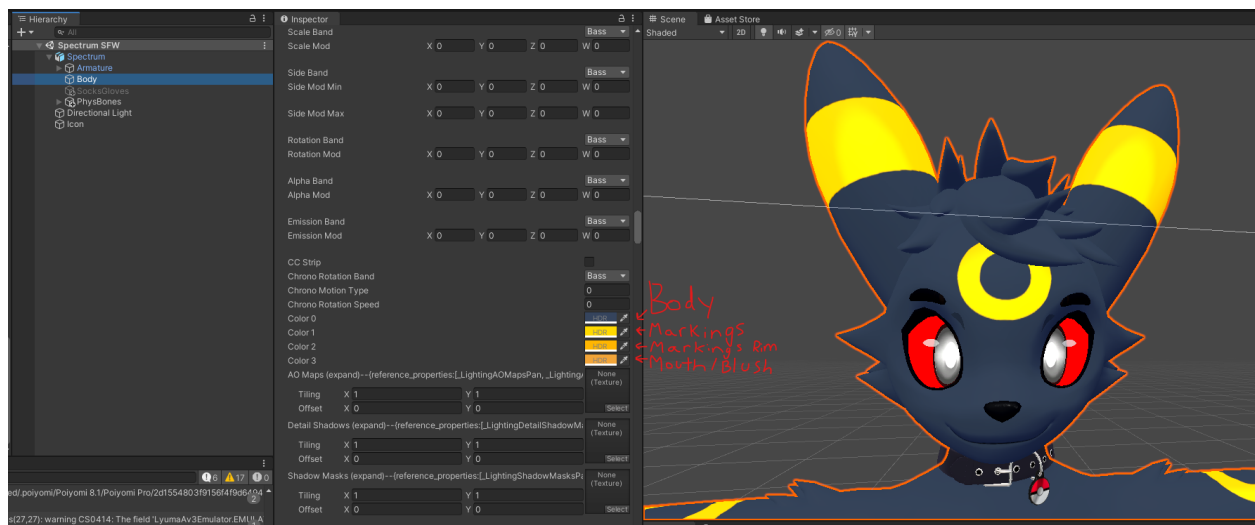 Hierarchy
All
Spectrum SFW
Spectrum
Armature
Body
SocksGloves
PhysBones
Directional Light
Icon
6 17 0
ed/.poiyomi/Poiyomi 8.1/Poiyomi Pro/2d1554803f9156f4f9d6404
2
s(27,27): warning CS0414: The field 'LyumaAv3Emulator.EMUL A
Inspector
Scale Band Bass
Scale Mod X 0 Y 0 Z 0 W 0
Side Band Bass
Side Mod Min X 0 Y 0 Z 0 W 0
Side Mod Max X 0 Y 0 Z 0 W 0
Rotation Band Bass
Rotation Mod X 0 Y 0 Z 0 W 0
Alpha Band Bass
Alpha Mod X 0 Y 0 Z 0 W 0
Emission Band Bass
Emission Mod X 0 Y 0 Z 0 W 0
CC Strip
Chrono Rotation Band Bass
Chrono Motion Type 0
Chrono Rotation Speed 0
Color 0 HDR
Color 1 HDR
Color 2 HDR
Color 3 HDR
AO Maps (expand)--{reference_properties:[_LightingAOMapsPan, _Lighting None
(Texture)
Tiling X 1 Y 1
Offset X 0 Y 0 Select
Detail Shadows (expand)--{reference_properties:[_LightingDetailShadowM None
(Texture)
Tiling X 1 Y 1
Offset X 0 Y 0 Select
Shadow Masks (expand)--{reference_properties:[_LightingShadowMasksP None
(Texture)
Tiling X 1 Y 1
Offset X 0 Y 0 Select
Body
Markings
Markings Rim
Mouth/Blush
Scene Asset Store
Shaded 2D 0